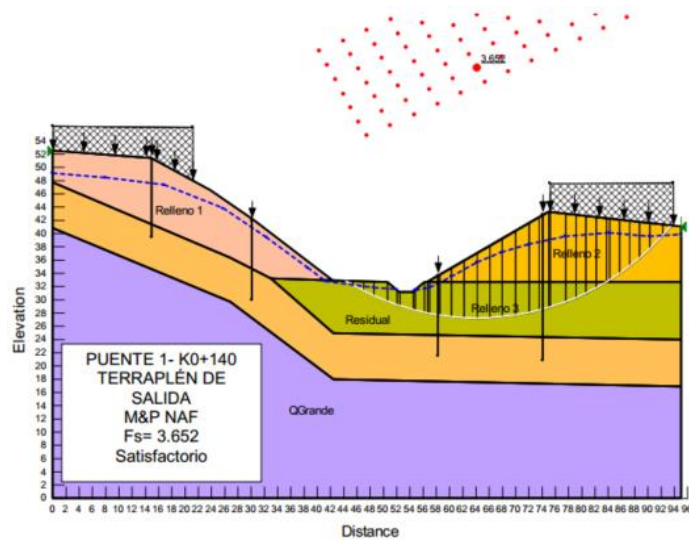 3.652
54
52
50
48
46
44
42
40
38
36
34
32
30
28
26
24
22
20
18
16
14
12
10
8
6
4
2
0
Elevation
Relleno 1
Relleno 2
Relleno 3
Residual
QGrande
PUENTE 1- K0+140
TERRAPLÉN DE
SALIDA
M&P NAF
Fs= 3.652
Satisfactorio
0 2 4 6 8 10 12 14 16 18 20 22 24 26 28 30 32 34 36 38 40 42 44 46 48 50 52 54 56 58 60 62 64 66 68 70 72 74 76 78 80 82 84 86 88 90 92 94 96
Distance